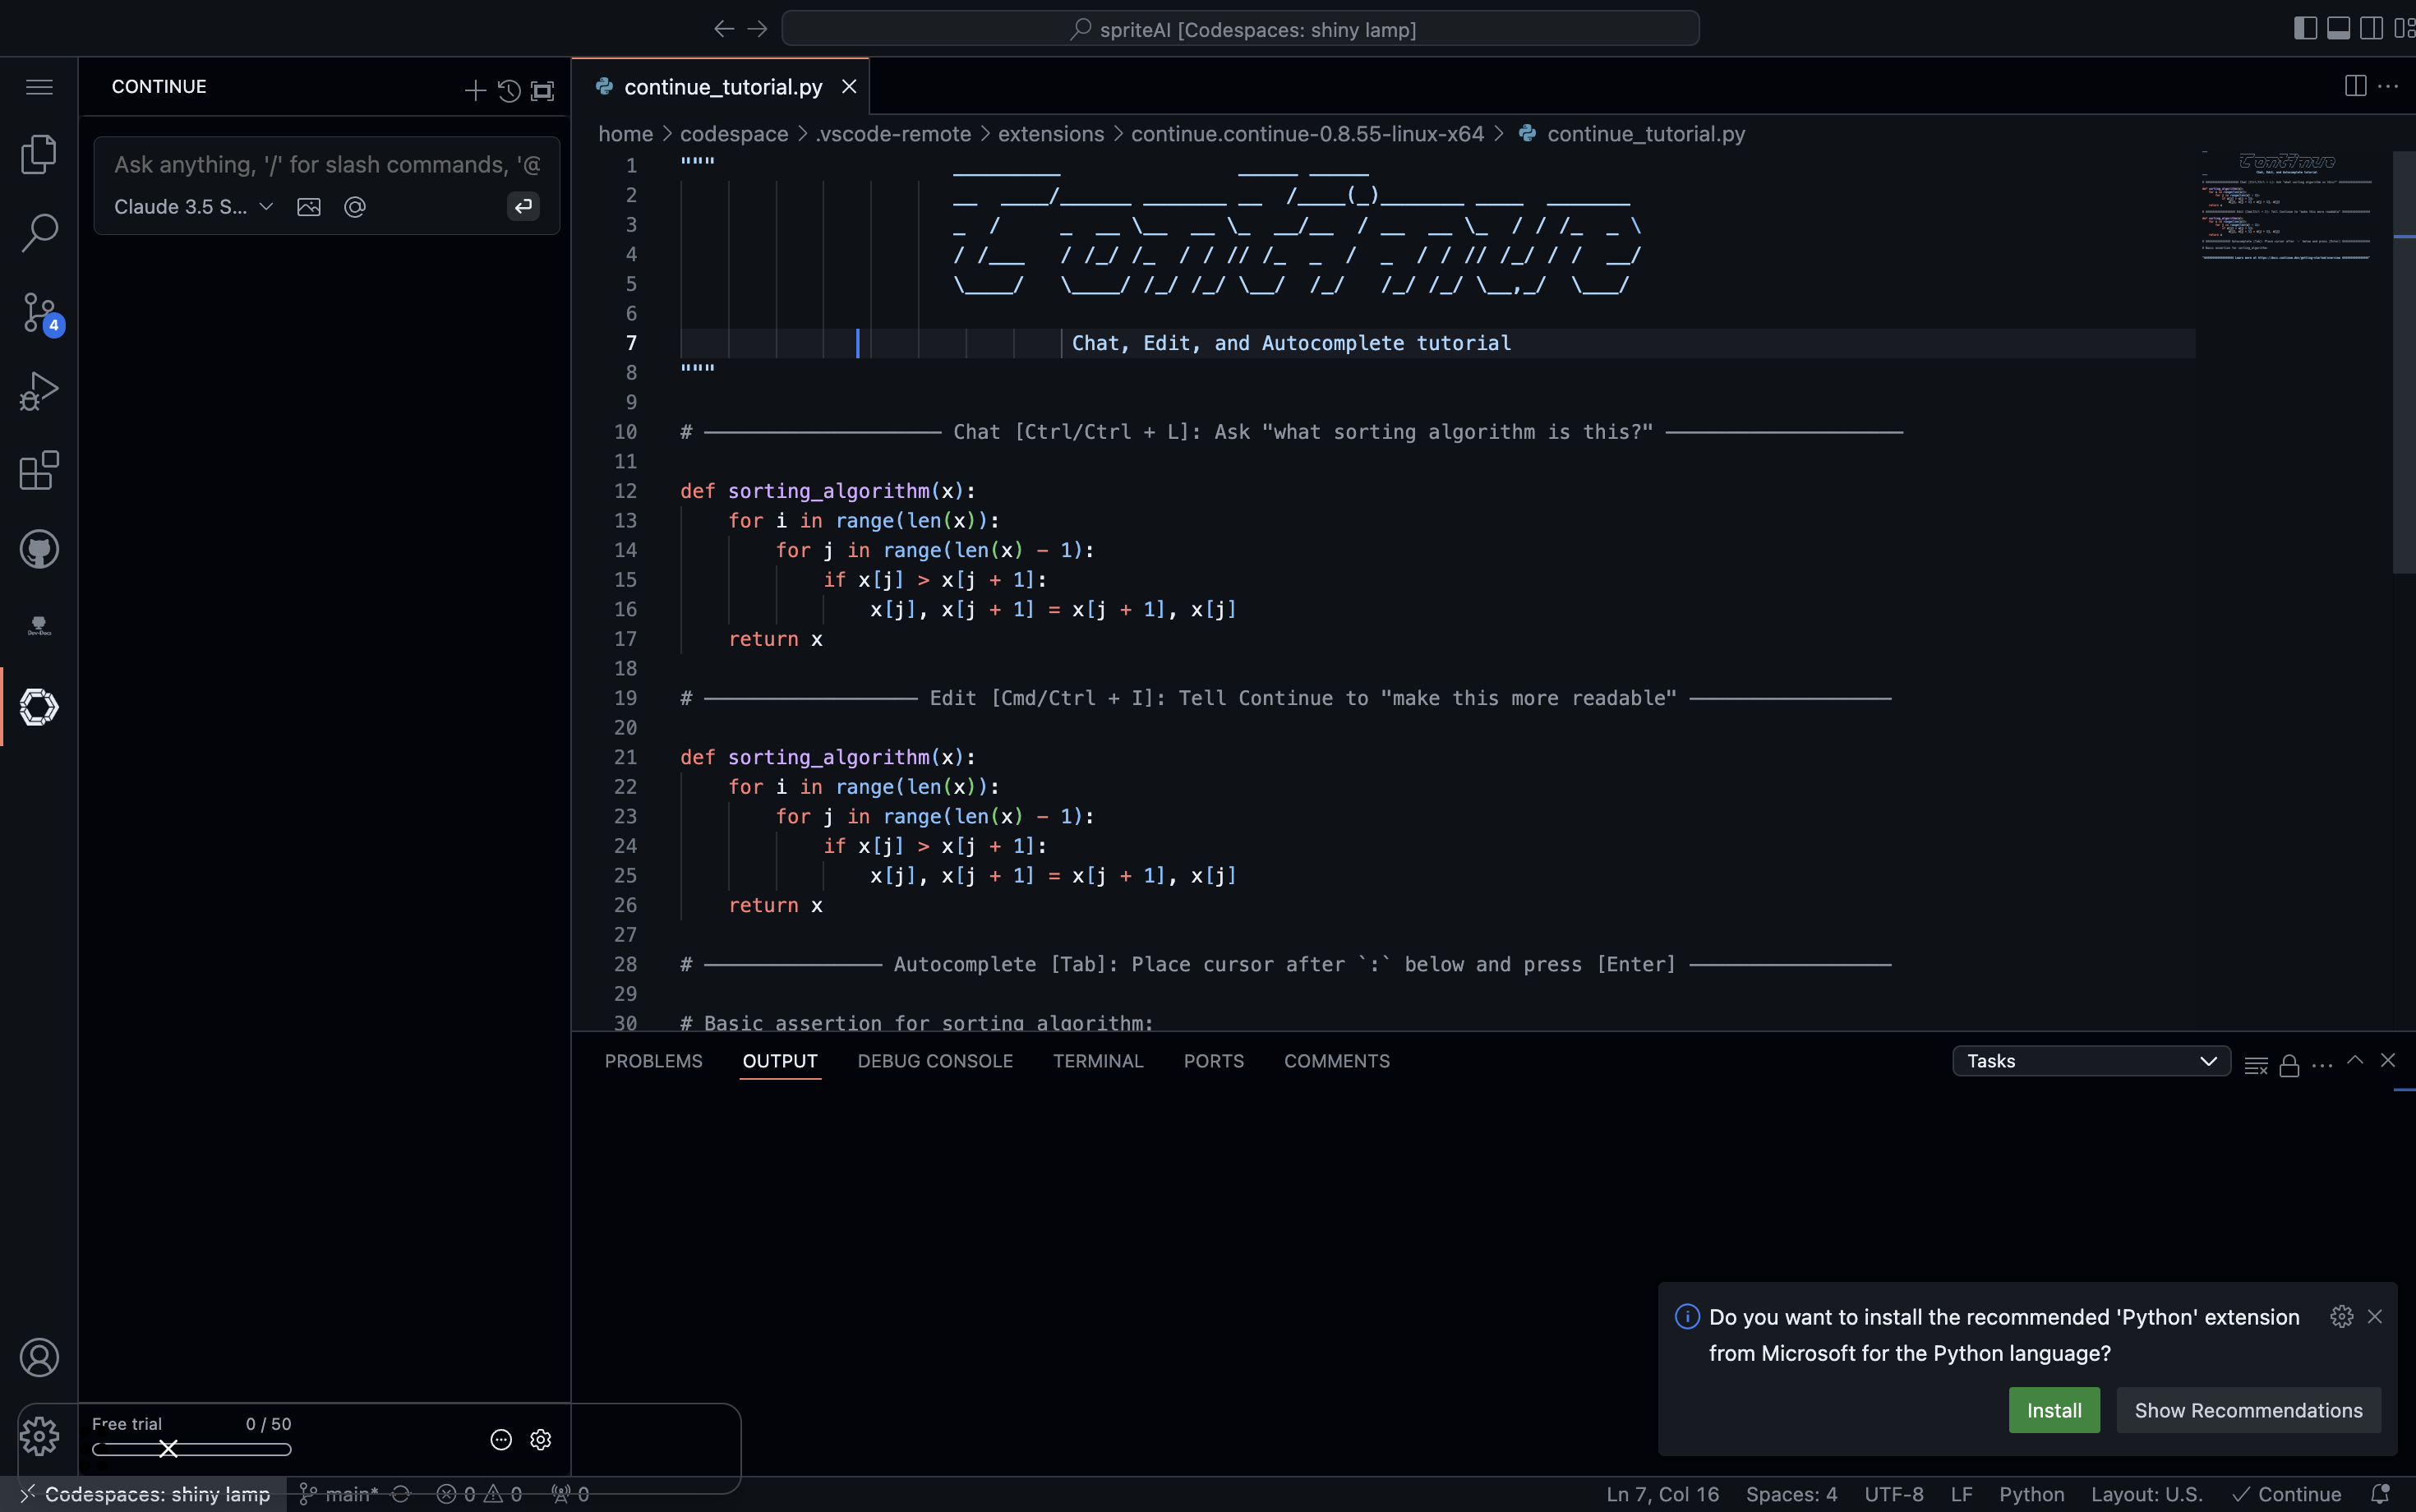 spriteAI [Codespaces: shiny lamp]
CONTINUE
Ask anything, '/' for slash commands, '@
Claude 3.5 S...
4
Dev-Docs
Free trial 0 / 50
continue_tutorial.py
home > codespace > .vscode-remote > extensions > continue.continue-0.8.55-linux-x64 > continue_tutorial.py
1 """
2
3
4
5
6
7 Chat, Edit, and Autocomplete tutorial
8 """
9
10 # Chat [Ctrl/Ctrl + L]: Ask "what sorting algorithm is this?"
11
12 def sorting_algorithm(x):
13 for i in range(len(x)):
14 for j in range(len(x) - 1):
15 if x[j] > x[j + 1]:
16 x[j], x[j + 1] = x[j + 1], x[j]
17 return x
18
19 # Edit [Cmd/Ctrl + I]: Tell Continue to "make this more readable"
20
21 def sorting_algorithm(x):
22 for i in range(len(x)):
23 for j in range(len(x) - 1):
24 if x[j] > x[j + 1]:
25 x[j], x[j + 1] = x[j + 1], x[j]
26 return x
27
28 # Autocomplete [Tab]: Place cursor after `:` below and press [Enter]
29
30 # Basic assertion for sorting algorithm:
PROBLEMS OUTPUT DEBUG CONSOLE TERMINAL PORTS COMMENTS Tasks
Do you want to install the recommended 'Python' extension
from Microsoft for the Python language?
Install Show Recommendations
Codespaces: shiny lamp main* 0 0 0 Ln 7, Col 16 Spaces: 4 UTF-8 LF Python Layout: U.S. Continue